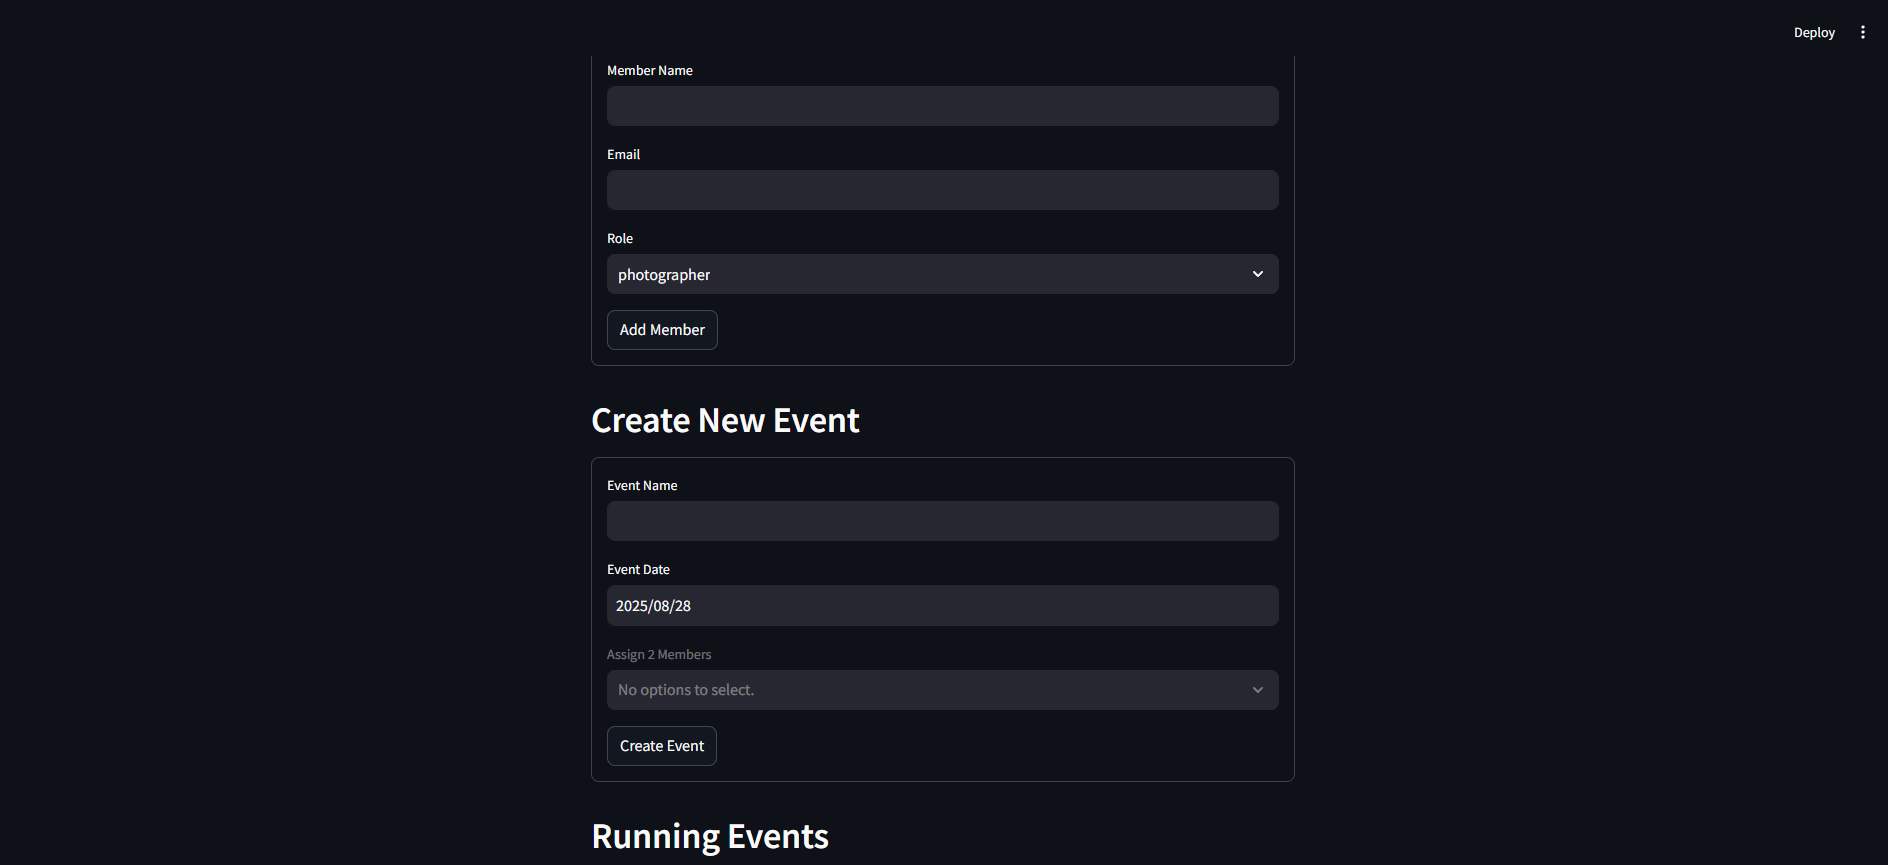 Deploy
Member Name
Email
Role
photographer
Add Member
Create New Event
Event Name
Event Date
2025/08/28
Assign 2 Members
No options to select.
Create Event
Running Events